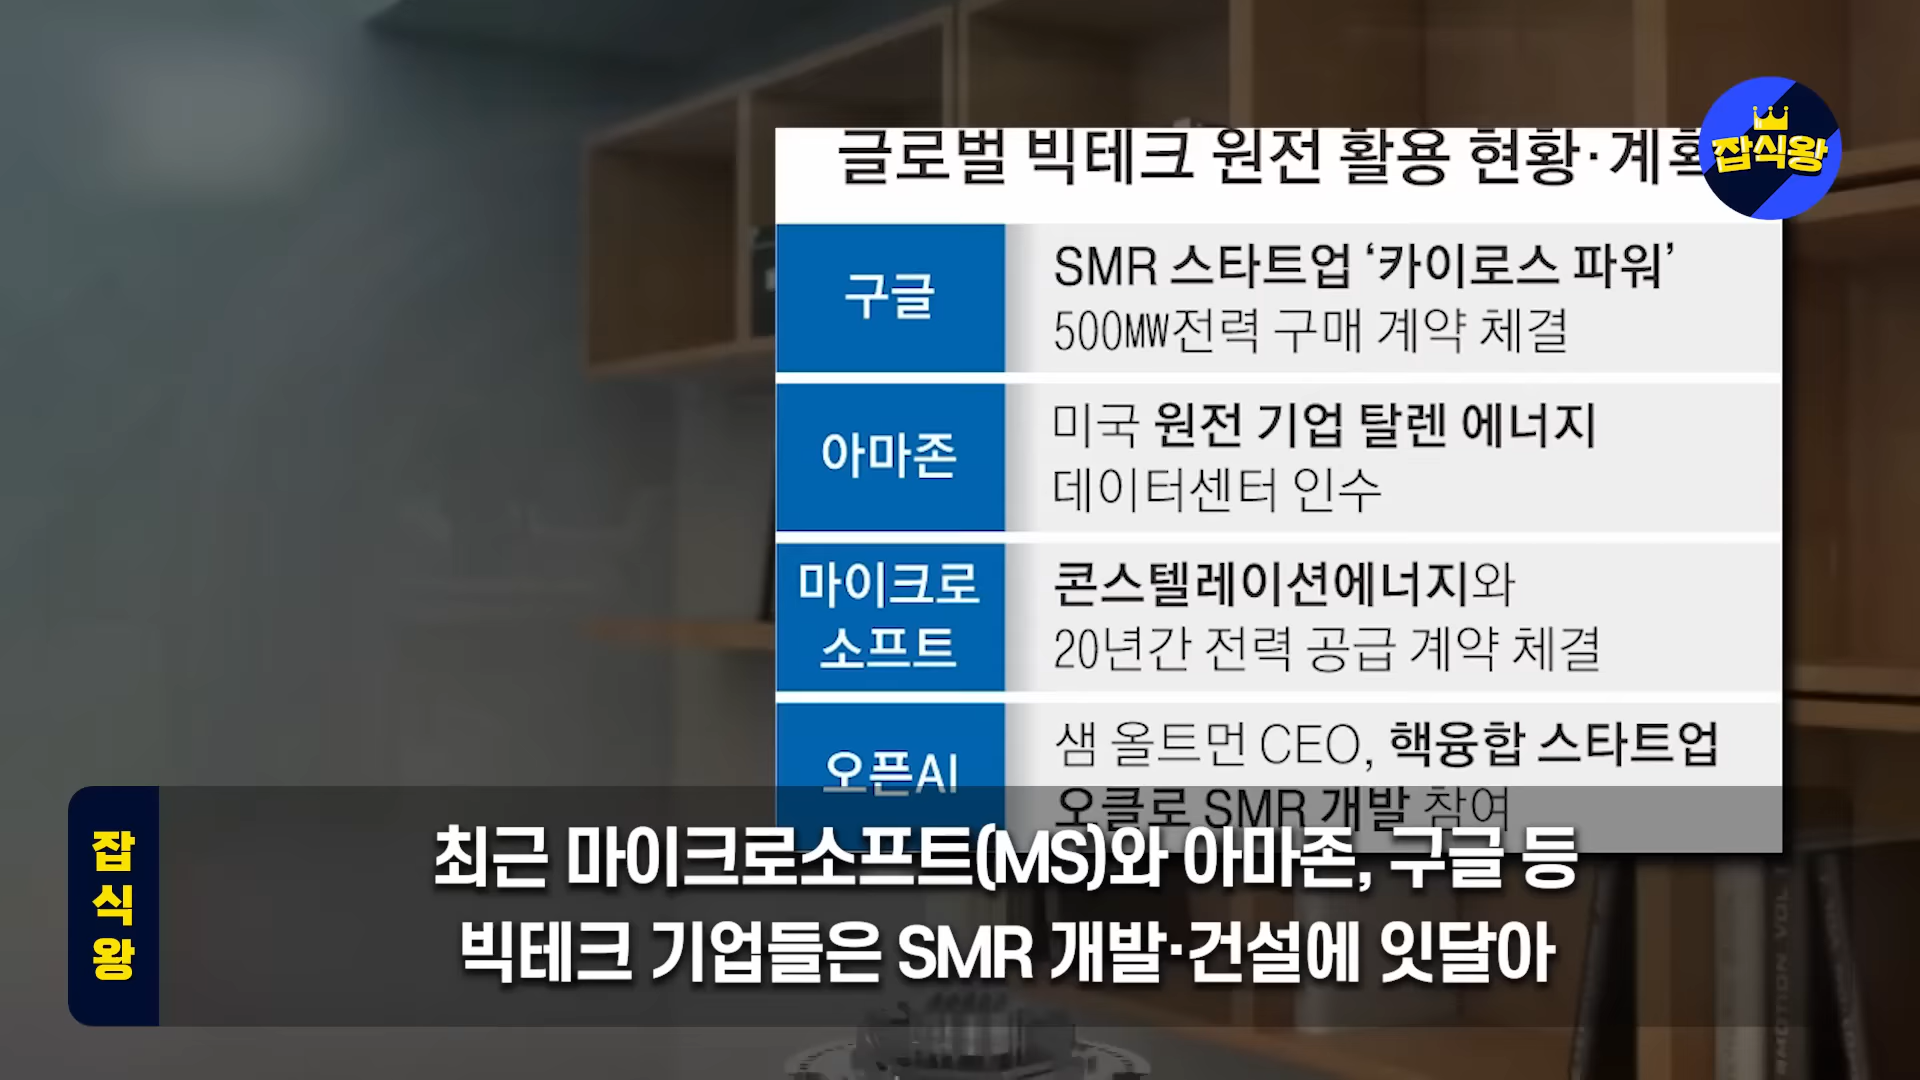 글로벌 빅테크 원전 활용 현황·계획
잡식왕
구글
SMR 스타트업 ‘카이로스 파워’
500㎿전력 구매 계약 체결
아마존
미국 원전 기업 탈렌 에너지
데이터센터 인수
마이크로
소프트
콘스텔레이션에너지와
20년간 전력 공급 계약 체결
오픈AI
샘 올트먼 CEO, 핵융합 스타트업
오클로 SMR 개발 참여
잡식왕
최근 마이크로소프트(MS)와 아마존, 구글 등
빅테크 기업들은 SMR 개발·건설에 잇달아